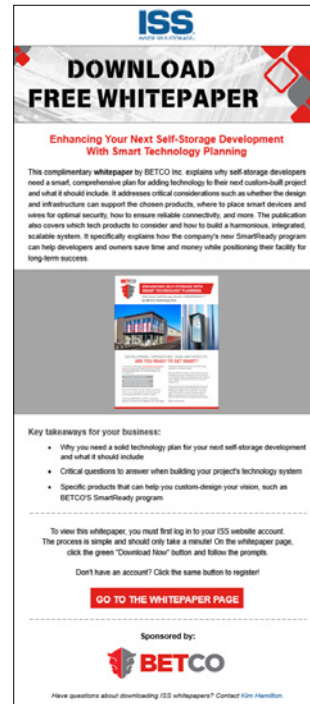 ISS
INSIDE SELF-STORAGE
DOWNLOAD
FREE WHITEPAPER
Enhancing Your Next Self-Storage Development
With Smart Technology Planning
This complimentary whitepaper by BETCO Inc. explains why self-storage developers
need a smart, comprehensive plan for adding technology to their next custom-built project
and what it should include. It addresses critical considerations such as whether the design
and infrastructure can support the chosen products, where to place smart devices and
wires for optimal security, how to ensure reliable connectivity, and more. The publication
also covers which tech products to consider and how to build a harmonious, integrated,
scalable system. It specifically explains how the company's new SmartReady program
can help developers and owners save time and money while positioning their facility for
long-term success.
ENHANCING SELF-STORAGE WITH
SMART TECHNOLOGY PLANNING
ARE YOU READY TO GET SMART?
Key takeaways for your business:
• Why you need a solid technology plan for your next self-storage development
and what it should include
• Critical questions to answer when building your project's technology system
• Specific products that can help you custom-design your vision, such as
BETCO'S SmartReady program
To view this whitepaper, you must first log in to your ISS website account.
The process is simple and should only take a minute! On the whitepaper page,
click the green "Download Now" button and follow the prompts.
Don't have an account? Click the same button to register!
GO TO THE WHITEPAPER PAGE
Sponsored by:
BETCO
Have questions about downloading ISS whitepapers? Contact Kim Hamilton.